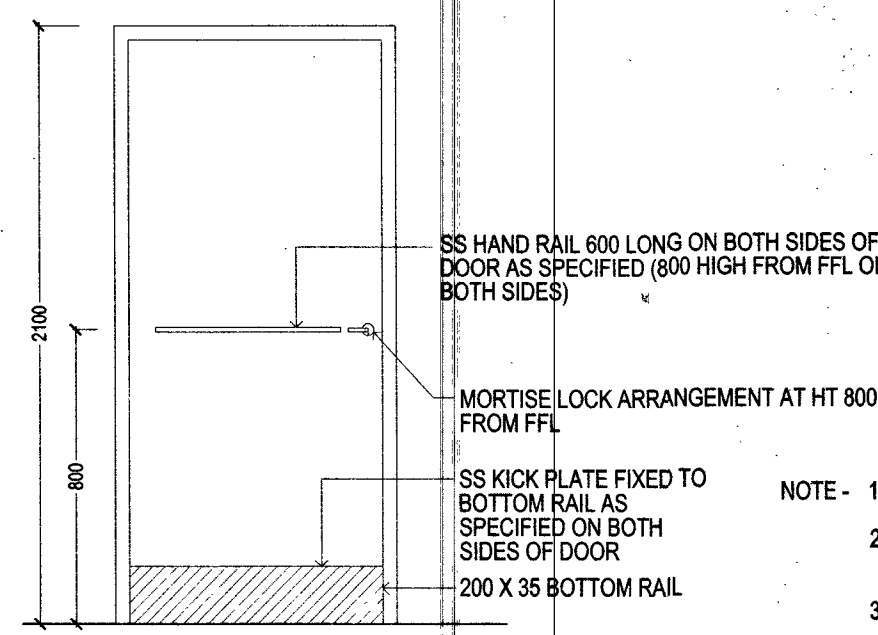 2100
800
SS HAND RAIL 600 LONG ON BOTH SIDES OF
DOOR AS SPECIFIED (800 HIGH FROM FFL
BOTH SIDES)
MORTISE LOCK ARRANGEMENT AT HT 800
FROM FFL
SS KICK PLATE FIXED TO
BOTTOM RAIL AS
SPECIFIED ON BOTH
SIDES OF DOOR
200 X 35 BOTTOM RAIL
NOTE - 1
2
3